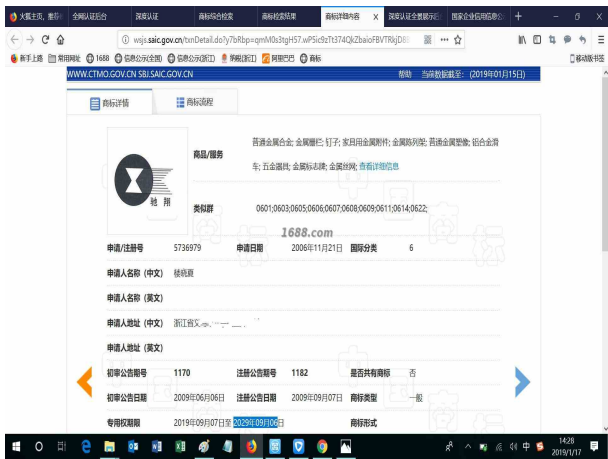 火狐主页, 推荐 全网认证后台 深度认证 商标综合检索 商标检索结果 商标详细内容 × 深度认证全景展示 国家企业信用信息公 +
wsjs.saic.gov.cn/txnDetail.do?y7bRbp=qmM0s3tgH57.wPSic9zTt374QkZbaioFBVTRkjD8
新手上路 常用网址 1688 信息公示(全国) 信息公示(浙江) 纳税(浙江) 阿里巴巴 商标 移动版书签
WWW.CTMO.GOV.CN SBJ.SAIC.GOV.CN 帮助 当前数据截至: (2019年01月15日)
商标详情 商标流程
驰 翔
商品/服务
普通金属合金; 金属栅栏; 钉子; 家具用金属附件; 金属陈列架; 普通金属塑像; 铝合金滑
车; 五金器具; 金属标志牌; 金属丝网; 查看详细信息
类似群 0601;0603;0605;0606;0607;0608;0609;0611;0614;0622;
1688.com
申请/注册号 5736979 申请日期 2006年11月21日 国际分类 6
申请人名称 (中文) 楼晓夏
申请人名称 (英文)
申请人地址 (中文) 浙江省义
申请人地址 (英文)
初审公告期号 1170 注册公告期号 1182 是否共有商标 否
初审公告日期 2009年06月06日 注册公告日期 2009年09月07日 商标类型 一般
专用权期限 2019年09月07日至 2029年09月06日 商标形式
中 14:28
2019/1/17